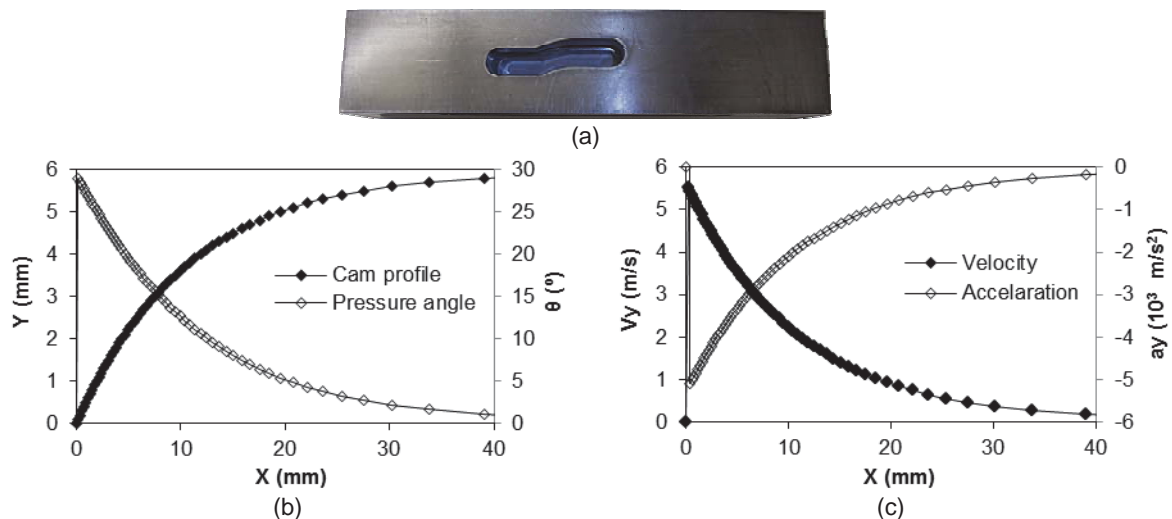 (a)
6
5
4
3
2
1
0
Y (mm)
30
25
20
15
10
5
0
θ (º)
Cam profile
Pressure angle
0 10 20 30 40
X (mm)
(b)
6
5
4
3
2
1
0
Vy (m/s)
0
-1
-2
-3
-4
-5
-6
ay (10³ m/s²)
Velocity
Accelaration
0 10 20 30 40
X (mm)
(c)